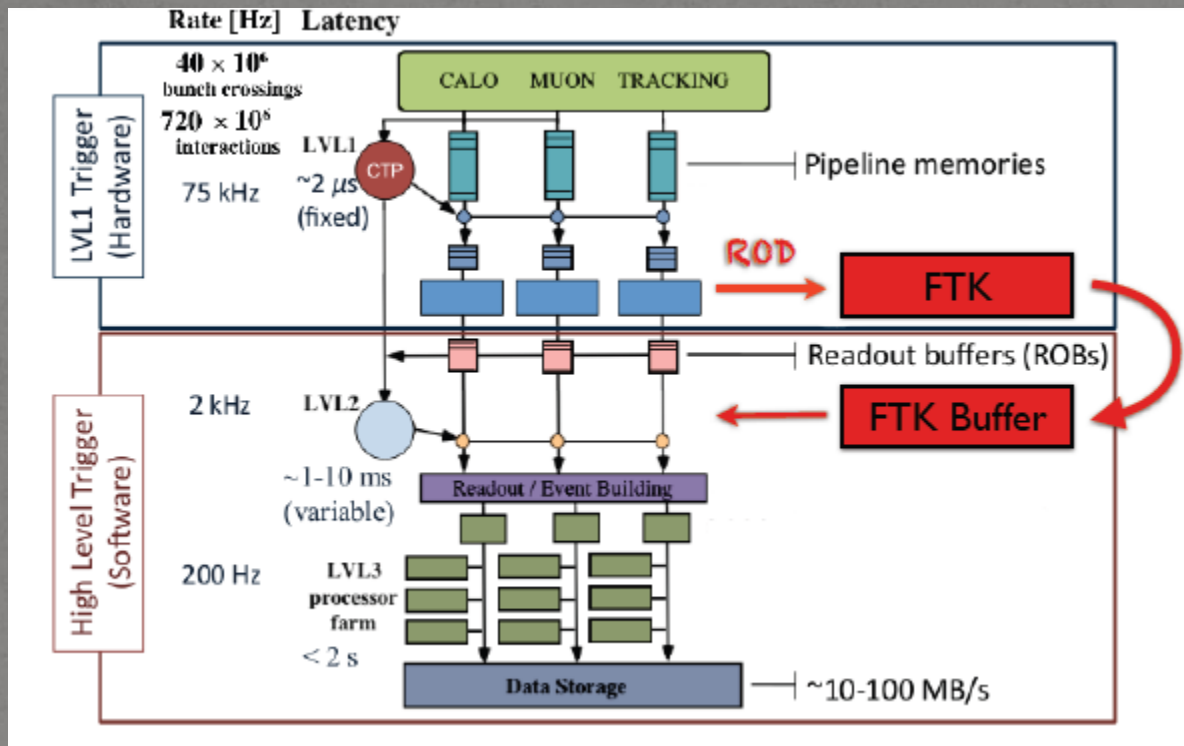 Rate [Hz] Latency
40 × 10⁶
bunch crossings
720 × 10⁶
interactions
75 kHz
LVL1 Trigger
(Hardware)
CALO MUON TRACKING
LVL1
CTP
~2 μs
(fixed)
Pipeline memories
ROD
FTK
Readout buffers (ROBs)
FTK Buffer
High Level Trigger
(Software)
2 kHz
LVL2
~1-10 ms
(variable)
Readout / Event Building
200 Hz
LVL3
processor
farm
< 2 s
Data Storage
~10-100 MB/s